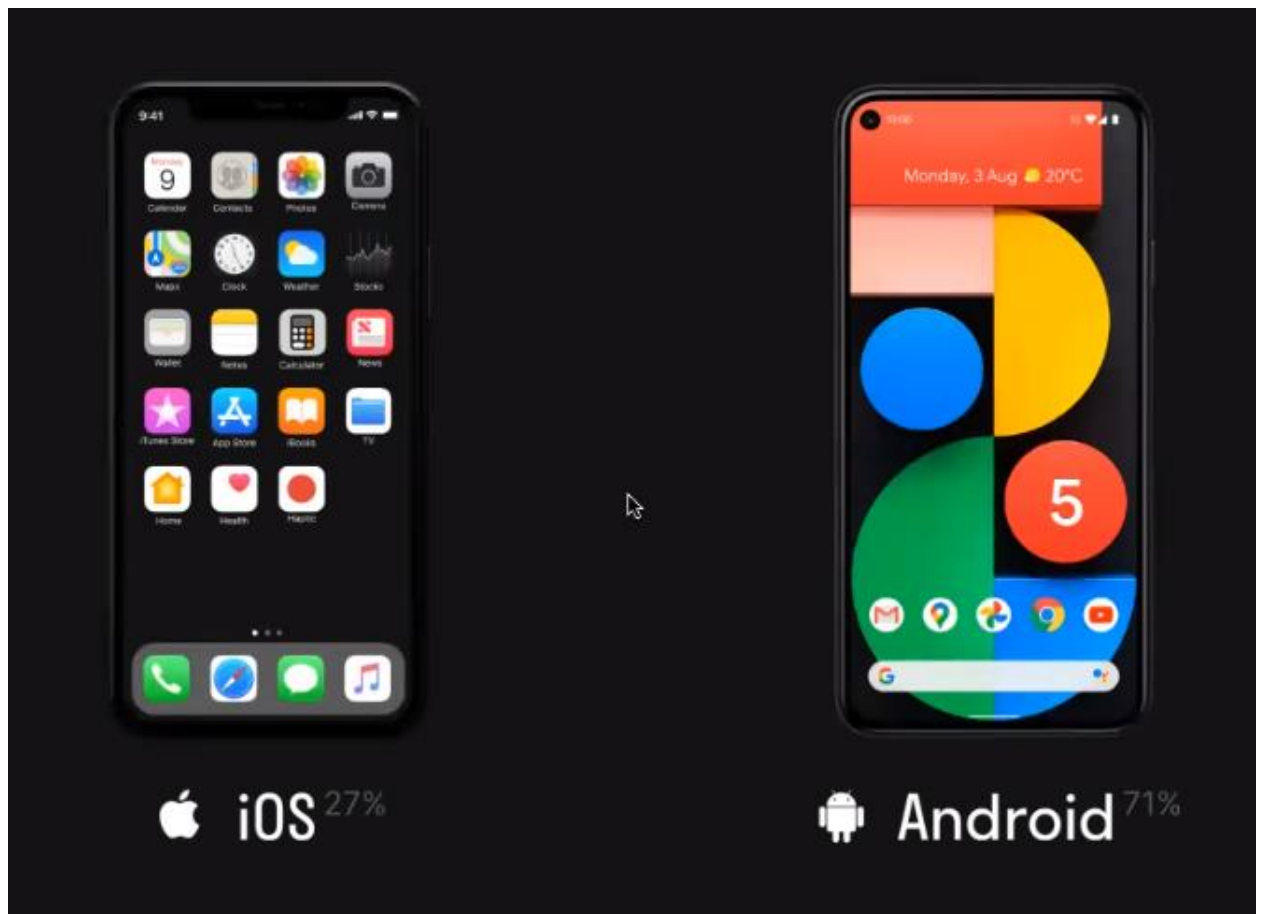 9:41
Monday
9
Calendar
Contacts
Photos
Camera
Maps
Clock
Weather
Stocks
Wallet
Notes
Calculator
News
iTunes Store
App Store
iBooks
TV
Home
Health
Haptic
iOS 27%
Monday, 3 Aug 20°C
5
G
Android 71%